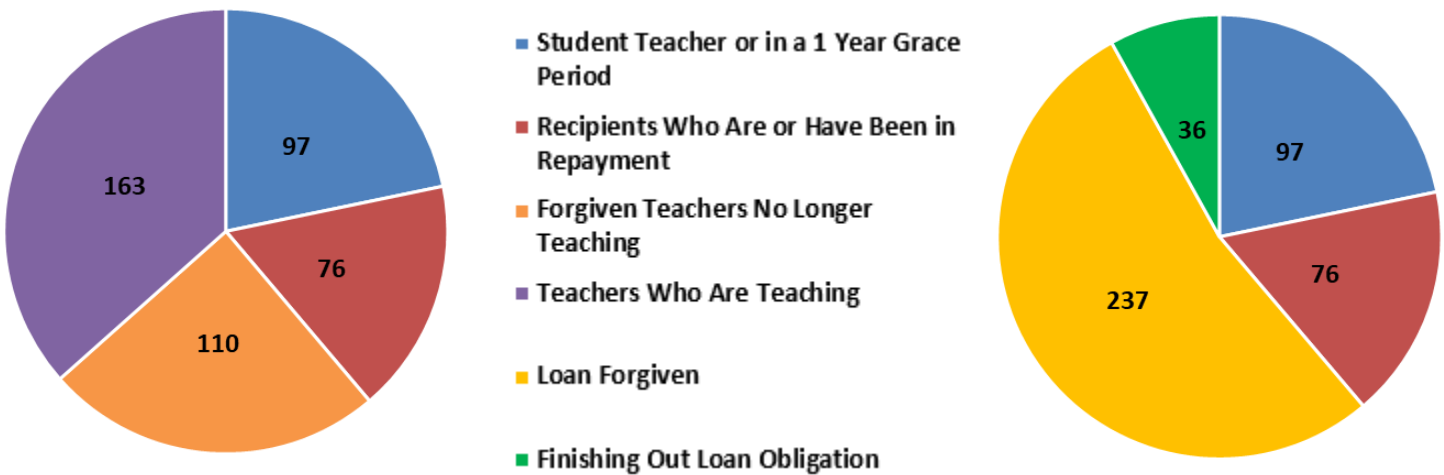 97
76
110
163
Student Teacher or in a 1 Year Grace
Period
Recipients Who Are or Have Been in
Repayment
Forgiven Teachers No Longer
Teaching
Teachers Who Are Teaching
Loan Forgiven
Finishing Out Loan Obligation
36
97
76
237